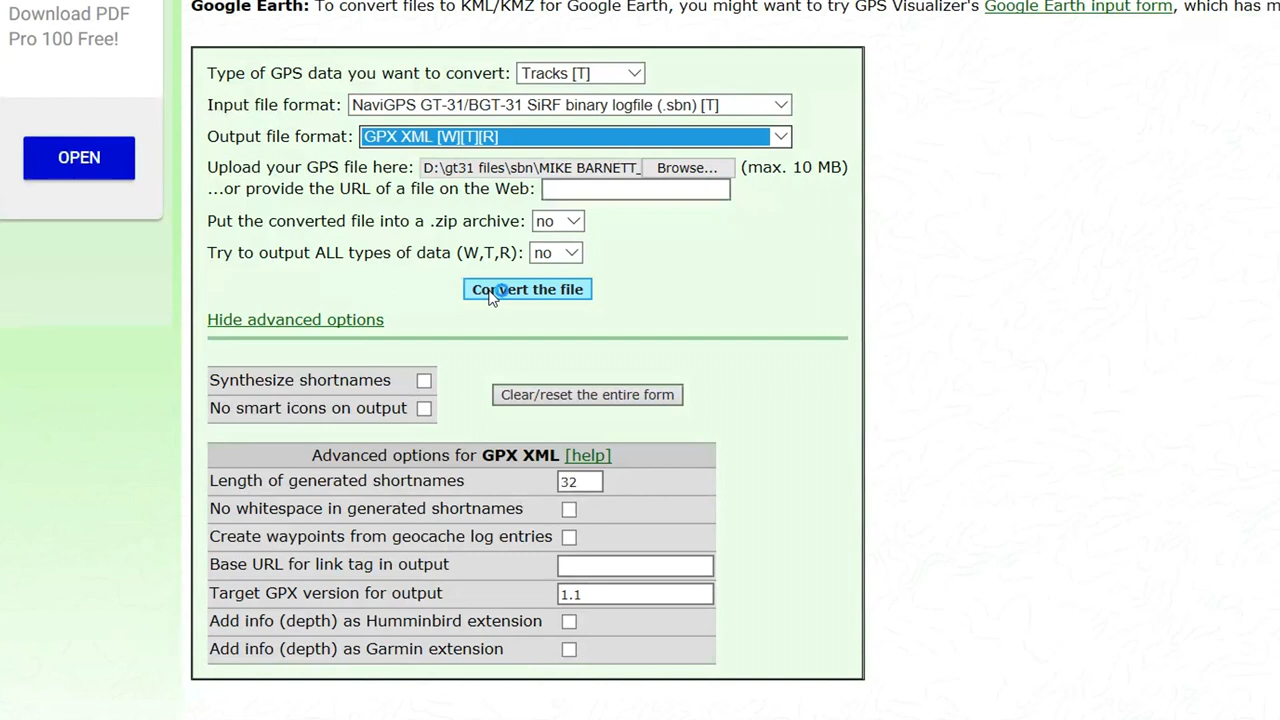 Download PDF
Pro 100 Free!
OPEN
Google Earth: To convert files to KML/KMZ for Google Earth, you might want to try GPS Visualizer's Google Earth input form, which has m
Type of GPS data you want to convert: Tracks [T]
Input file format: NaviGPS GT-31/BGT-31 SiRF binary logfile (.sbn) [T]
Output file format: GPX XML [W][T][R]
Upload your GPS file here: D:\gt31 files\sbn\MIKE BARNETT_ Browse... (max. 10 MB)
...or provide the URL of a file on the Web:
Put the converted file into a .zip archive: no
Try to output ALL types of data (W,T,R): no
Convert the file
Hide advanced options
Synthesize shortnames
No smart icons on output
Clear/reset the entire form
Advanced options for GPX XML [help]
Length of generated shortnames 32
No whitespace in generated shortnames
Create waypoints from geocache log entries
Base URL for link tag in output
Target GPX version for output 1.1
Add info (depth) as Humminbird extension
Add info (depth) as Garmin extension